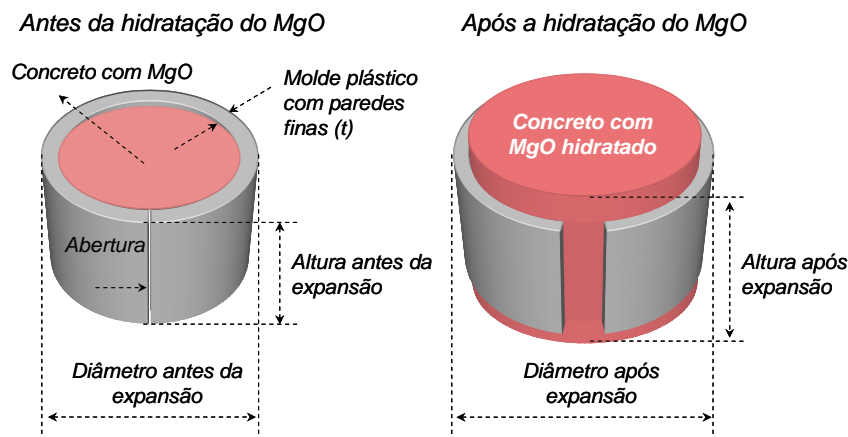 Antes da hidratação do MgO
Concreto com MgO
Molde plástico
com paredes
finas (t)
Abertura
Altura antes da
expansão
Diâmetro antes da
expansão
Após a hidratação do MgO
Concreto com
MgO hidratado
Altura após
expansão
Diâmetro após
expansão